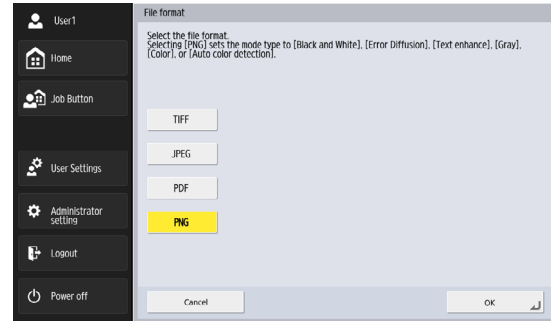 User1
Home
Job Button
User Settings
Administrator
setting
Logout
Power off
File format
Select the file format.
Selecting [PNG] sets the mode type to [Black and White], [Error Diffusion], [Text enhance], [Gray],
[Color], or [Auto color detection].
TIFF
JPEG
PDF
PNG
Cancel
OK